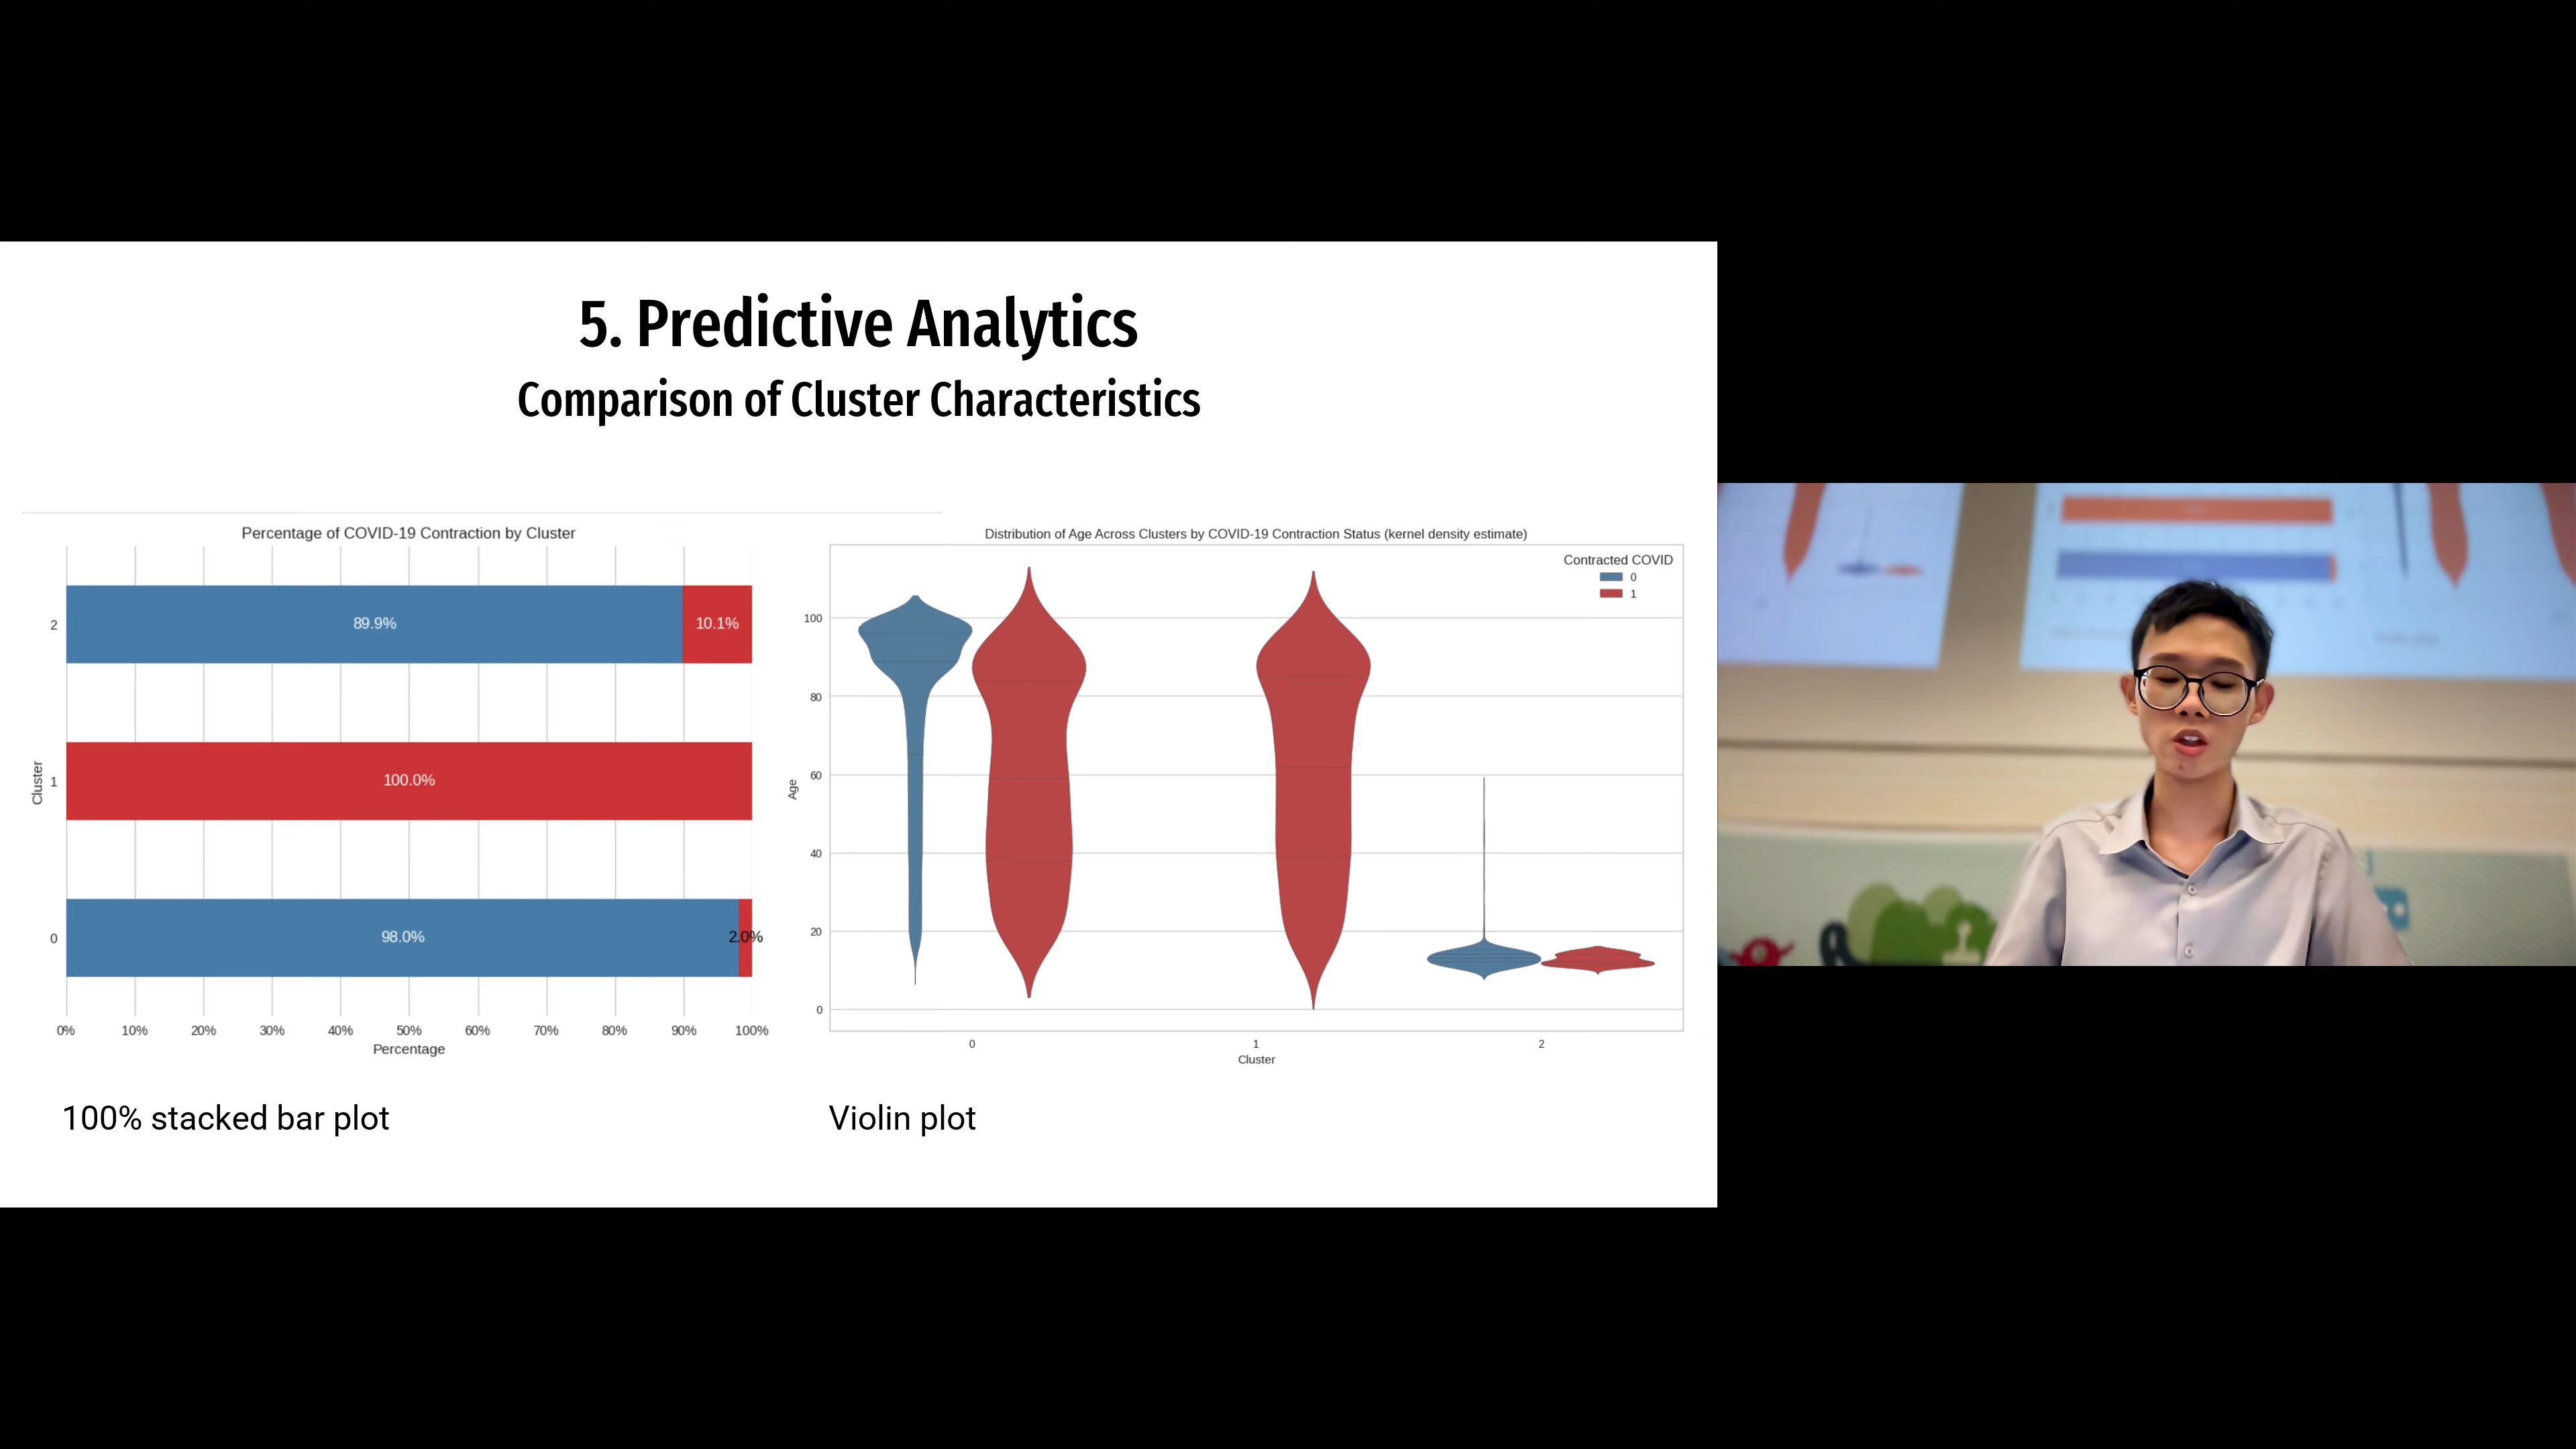 5. Predictive Analytics
Comparison of Cluster Characteristics
Percentage of COVID-19 Contraction by Cluster
2
89.9%
10.1%
Cluster
1
100.0%
0
98.0%
2.0%
0%
10%
20%
30%
40%
50%
60%
70%
80%
90%
100%
Percentage
100% stacked bar plot
Distribution of Age Across Clusters by COVID-19 Contraction Status (kernel density estimate)
Contracted COVID
0
1
100
80
60
40
20
0
Age
0
1
2
Cluster
Violin plot